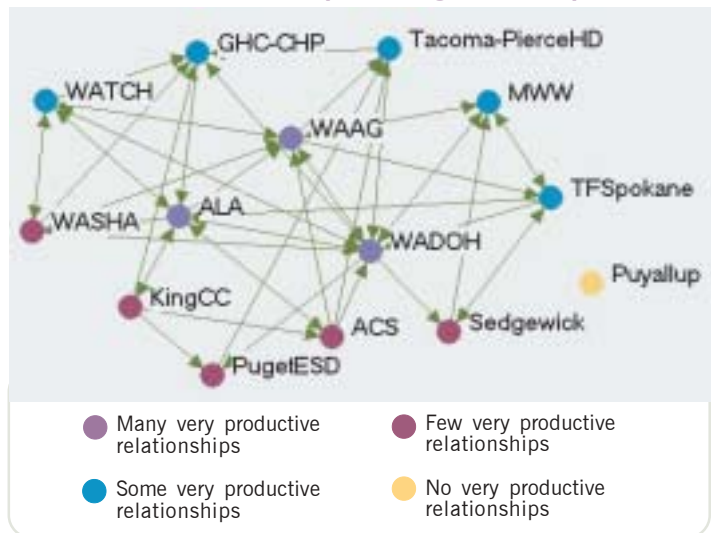 GHC-CHP
Tacoma-PierceHD
WATCH
MWW
WAAG
TFSpokane
WASHA
ALA
WADOH
Puyallup
KingCC
ACS
Sedgewick
PugetESD
Many very productive
relationships
Few very productive
relationships
Some very productive
relationships
No very productive
relationships